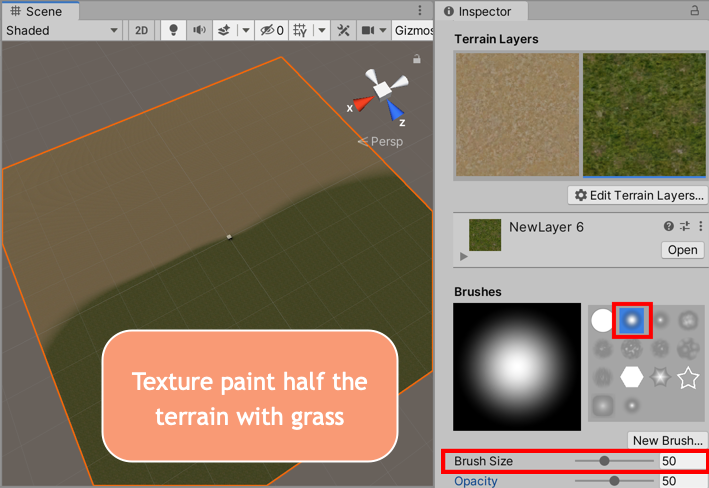 Scene
Inspector
Shaded
2D
0
Gizmos
Terrain Layers
x
z
Persp
Edit Terrain Layers...
NewLayer 6
Open
Brushes
Texture paint half the
terrain with grass
New Brush...
Brush Size
50
Opacity
50